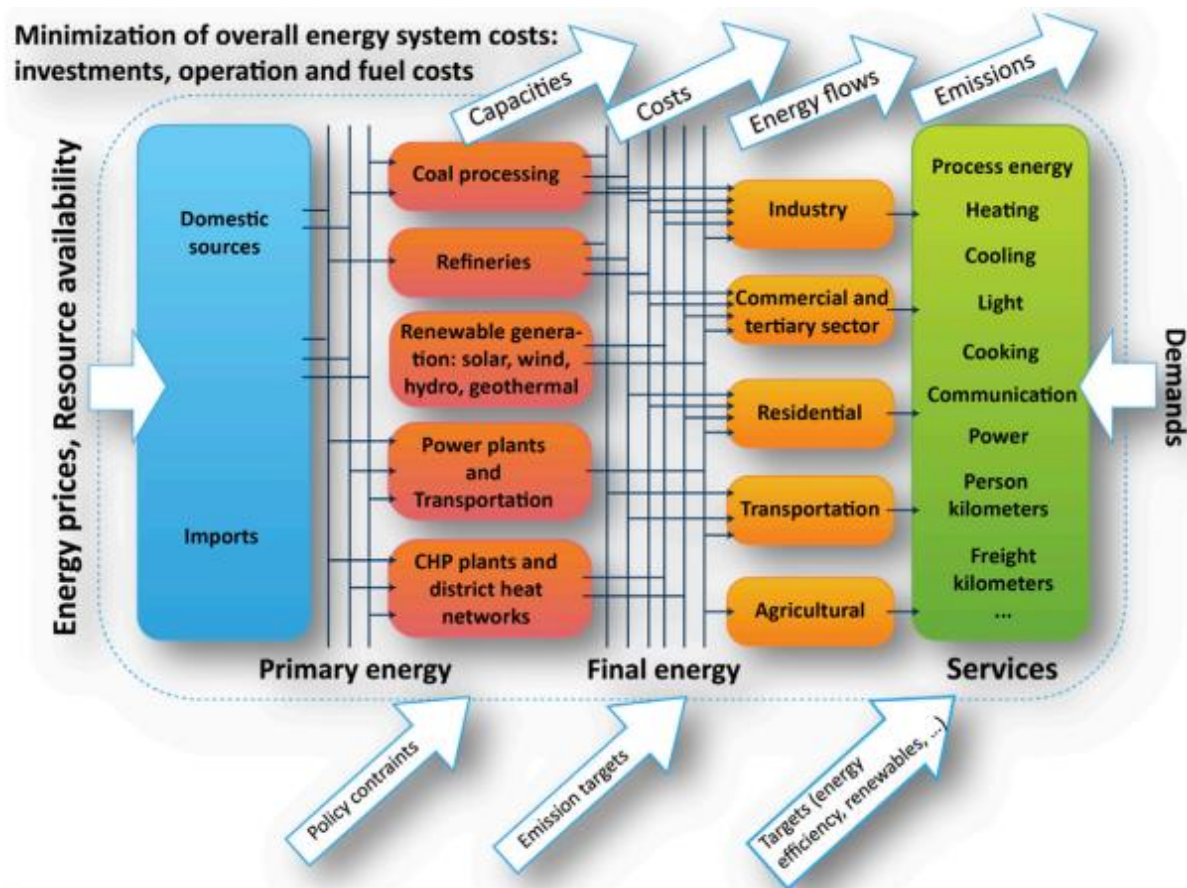 Minimization of overall energy system costs:
investments, operation and fuel costs
Capacities
Costs
Energy flows
Emissions
Energy prices, Resource availability
Domestic
sources
Imports
Coal processing
Refineries
Renewable genera-
tion: solar, wind,
hydro, geothermal
Power plants
and
Transportation
CHP plants and
district heat
networks
Industry
Commercial and
tertiary sector
Residential
Transportation
Agricultural
Process energy
Heating
Cooling
Light
Cooking
Communication
Power
Person
kilometers
Freight
kilometers
...
Demands
Primary energy
Final energy
Services
Policy contraints
Emission targets
Targets (energy
efficiency, renewables, ...)